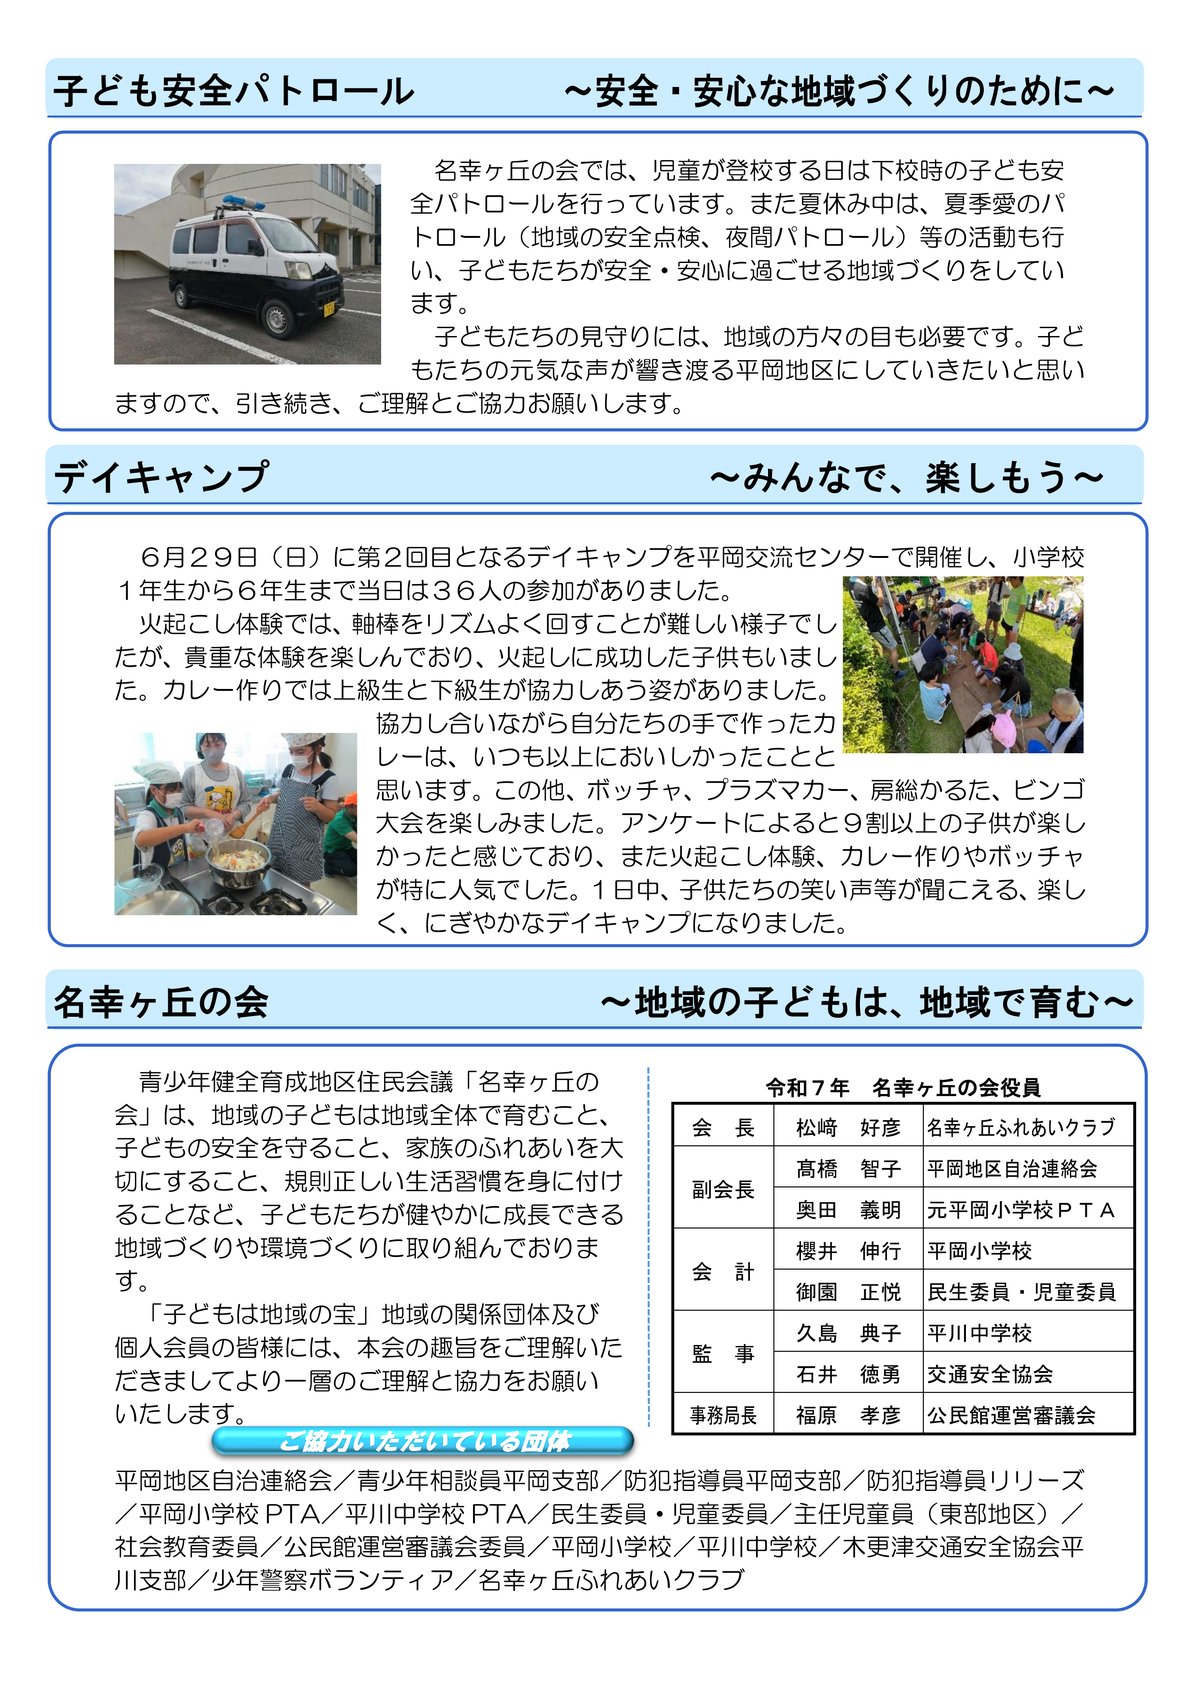 子ども安全パトロール　　　　～安全・安心な地域づくりのために～
　名幸ヶ丘の会では、児童が登校する日は下校時の子ども安
全パトロールを行っています。また夏休み中は、夏季愛のパ
トロール（地域の安全点検、夜間パトロール）等の活動も行
い、子どもたちが安全・安心に過ごせる地域づくりをしてい
ます。
　子どもたちの見守りには、地域の方々の目も必要です。子ど
もたちの元気な声が響き渡る平岡地区にしていきたいと思い
ますので、引き続き、ご理解とご協力お願いします。
デイキャンプ　　　　～みんなで、楽しもう～
　６月２９日（日）に第２回目となるデイキャンプを平岡交流センターで開催し、小学校
１年生から６年生まで当日は３６人の参加がありました。
　火起こし体験では、軸棒をリズムよく回すことが難しい様子でし
たが、貴重な体験を楽しんでおり、火起しに成功した子供もいまし
た。カレー作りでは上級生と下級生が協力しあう姿がありました。
協力し合いながら自分たちの手で作ったカ
レーは、いつも以上においしかったことと
思います。この他、ボッチャ、プラズマカー、房総かるた、ビンゴ
大会を楽しみました。アンケートによると９割以上の子供が楽し
かったと感じており、また火起こし体験、カレー作りやボッチャ
が特に人気でした。１日中、子供たちの笑い声等が聞こえる、楽し
く、にぎやかなデイキャンプになりました。
名幸ヶ丘の会　　　　～地域の子どもは、地域で育む～
　青少年健全育成地区住民会議「名幸ヶ丘の
会」は、地域の子どもは地域全体で育むこと、
子どもの安全を守ること、家族のふれあいを大
切にすること、規則正しい生活習慣を身に付け
ることなど、子どもたちが健やかに成長できる
地域づくりや環境づくりに取り組んでおりま
す。
　「子どもは地域の宝」地域の関係団体及び
個人会員の皆様には、本会の趣旨をご理解いた
だきましてより一層のご理解と協力をお願い
いたします。
令和７年　名幸ヶ丘の会役員
会　長　松﨑　好彦　名幸ヶ丘ふれあいクラブ
副会長　髙橋　智子　平岡地区自治連絡会
奥田　義明　元平岡小学校ＰＴＡ
会　計　櫻井　伸行　平岡小学校
御園　正悦　民生委員・児童委員
監　事　久島　典子　平川中学校
石井　徳勇　交通安全協会
事務局長　福原　孝彦　公民館運営審議会
ご協力いただいている団体
平岡地区自治連絡会／青少年相談員平岡支部／防犯指導員平岡支部／防犯指導員リリーズ
／平岡小学校 PTA／平川中学校 PTA／民生委員・児童委員／主任児童員（東部地区）／
社会教育委員／公民館運営審議会委員／平岡小学校／平川中学校／木更津交通安全協会平
川支部／少年警察ボランティア／名幸ヶ丘ふれあいクラブ